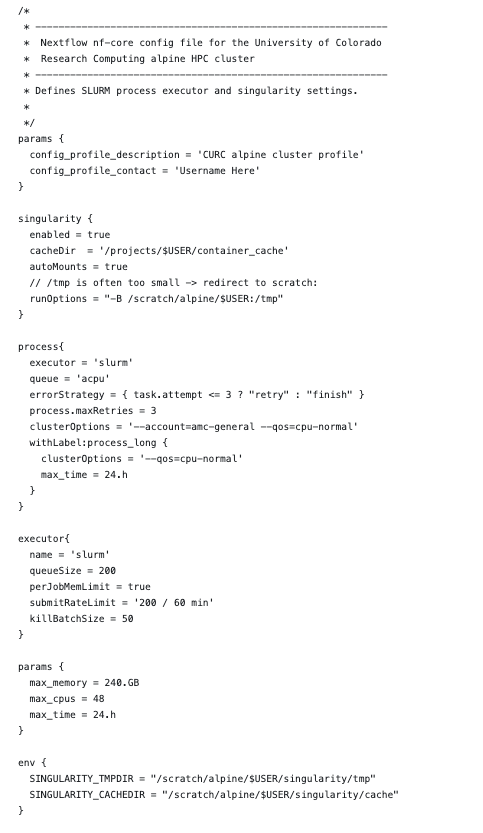 /*
 * ----------------------------------------------------------------
 *  Nextflow nf-core config file for the University of Colorado
 *  Research Computing alpine HPC cluster
 * ----------------------------------------------------------------
 * Defines SLURM process executor and singularity settings.
 *
 */
params {
  config_profile_description = 'CURC alpine cluster profile'
  config_profile_contact = 'Username Here'
}

singularity {
  enabled = true
  cacheDir  = '/projects/$USER/container_cache'
  autoMounts = true
  // /tmp is often too small -> redirect to scratch:
  runOptions = "-B /scratch/alpine/$USER:/tmp"
}

process{
  executor = 'slurm'
  queue = 'acpu'
  errorStrategy = { task.attempt <= 3 ? "retry" : "finish" }
  process.maxRetries = 3
  clusterOptions = '--account=amc-general --qos=cpu-normal'
  withLabel:process_long {
    clusterOptions = '--qos=cpu-normal'
    max_time = 24.h
  }
}

executor{
  name = 'slurm'
  queueSize = 200
  perJobMemLimit = true
  submitRateLimit = '200 / 60 min'
  killBatchSize = 50
}

params {
  max_memory = 240.GB
  max_cpus = 48
  max_time = 24.h
}

env {
  SINGULARITY_TMPDIR = "/scratch/alpine/$USER/singularity/tmp"
  SINGULARITY_CACHEDIR = "/scratch/alpine/$USER/singularity/cache"
}